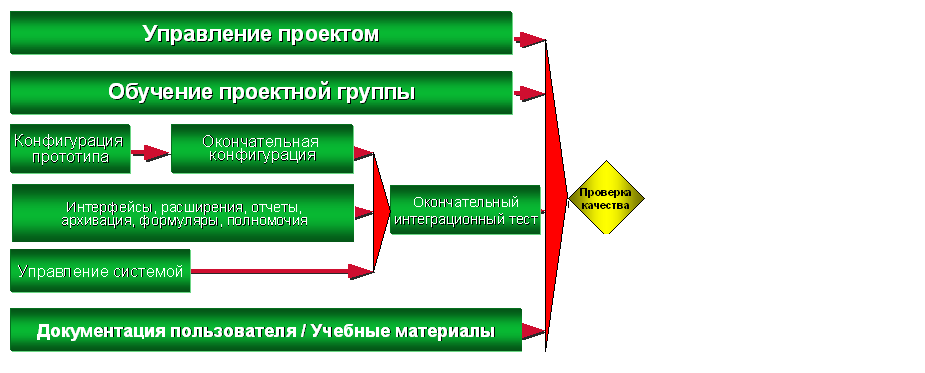 Управление проектом
Обучение проектной группы
Конфигурация
прототипа
Окончательная
конфигурация
Интерфейсы, расширения, отчеты,
архивация, формуляры, полномочия
Окончательный
интеграционный тест
Проверка
качества
Управление системой
Документация пользователя / Учебные материалы